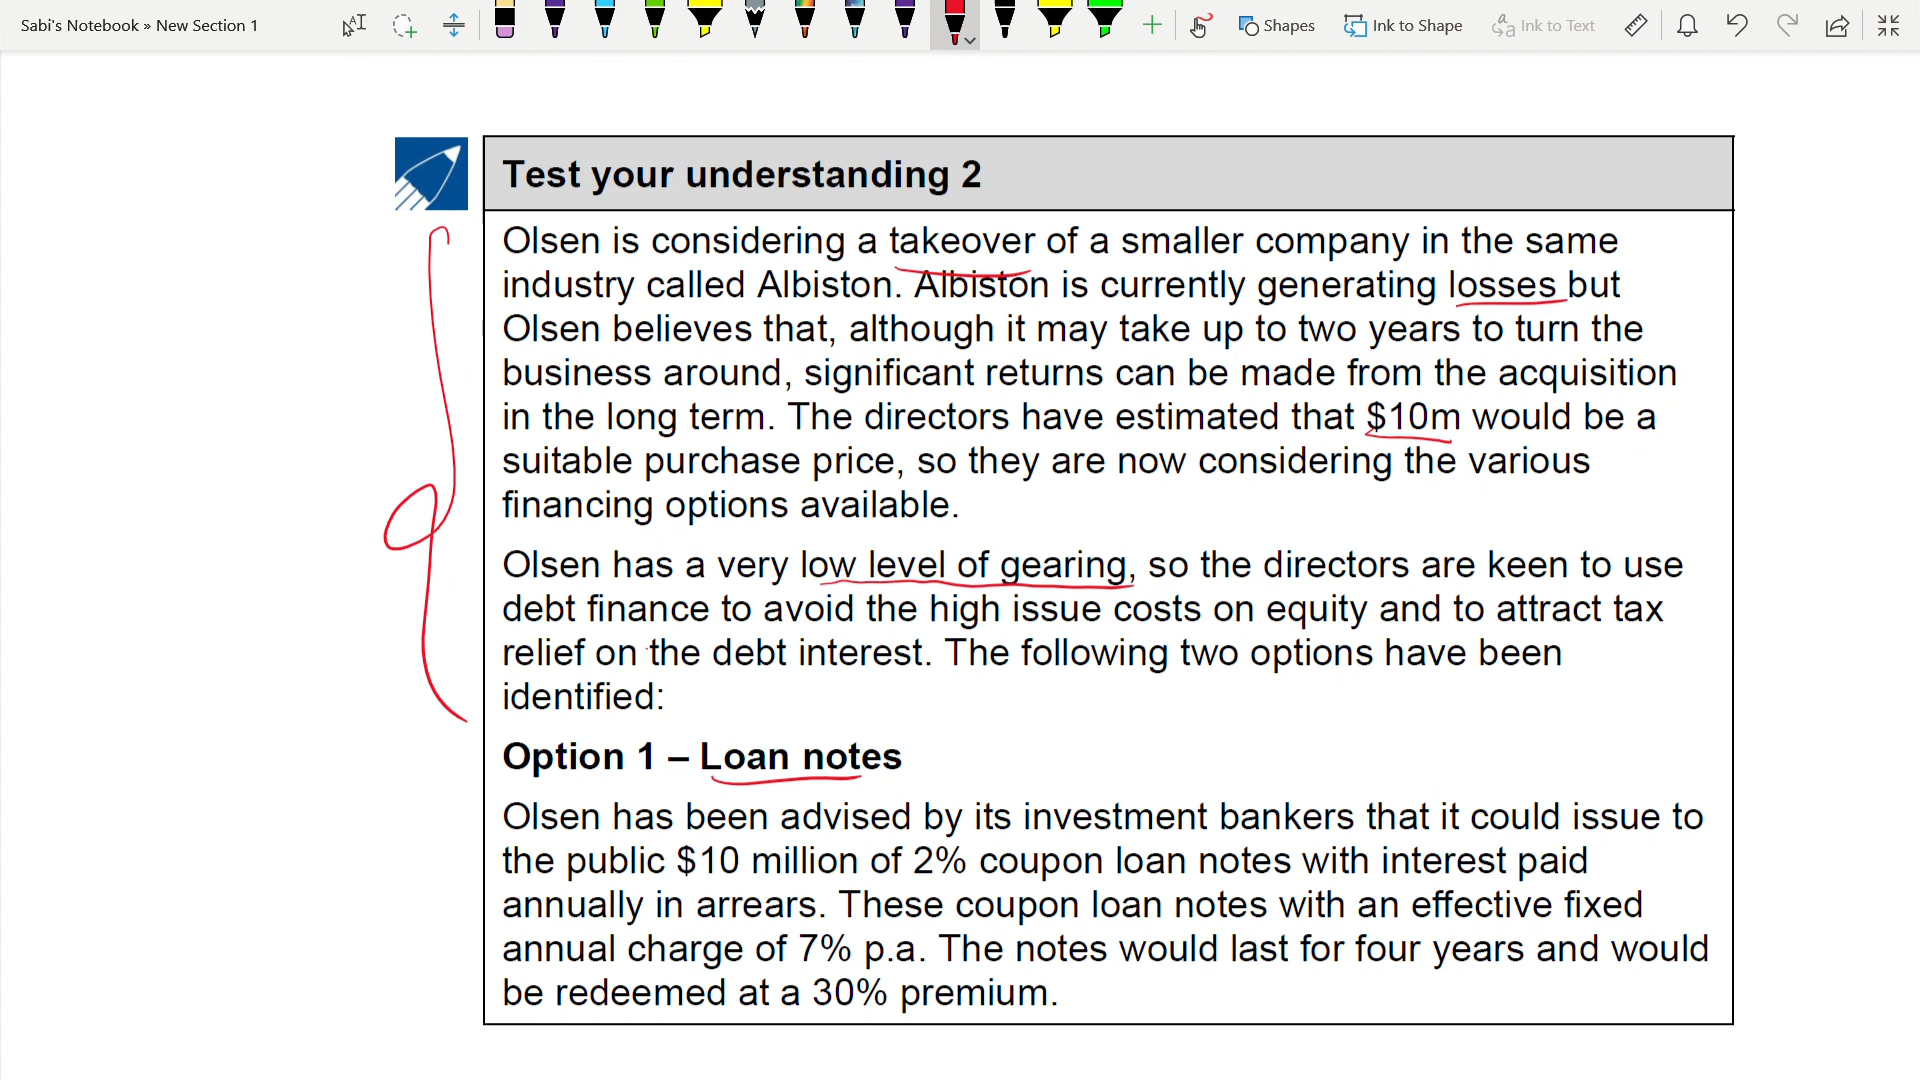 Sabi's Notebook » New Section 1
Shapes
Ink to Shape
Ink to Text
Test your understanding 2
Olsen is considering a takeover of a smaller company in the same
industry called Albiston. Albiston is currently generating losses but
Olsen believes that, although it may take up to two years to turn the
business around, significant returns can be made from the acquisition
in the long term. The directors have estimated that $10m would be a
suitable purchase price, so they are now considering the various
financing options available.
Olsen has a very low level of gearing, so the directors are keen to use
debt finance to avoid the high issue costs on equity and to attract tax
relief on the debt interest. The following two options have been
identified:
Option 1 – Loan notes
Olsen has been advised by its investment bankers that it could issue to
the public $10 million of 2% coupon loan notes with interest paid
annually in arrears. These coupon loan notes with an effective fixed
annual charge of 7% p.a. The notes would last for four years and would
be redeemed at a 30% premium.